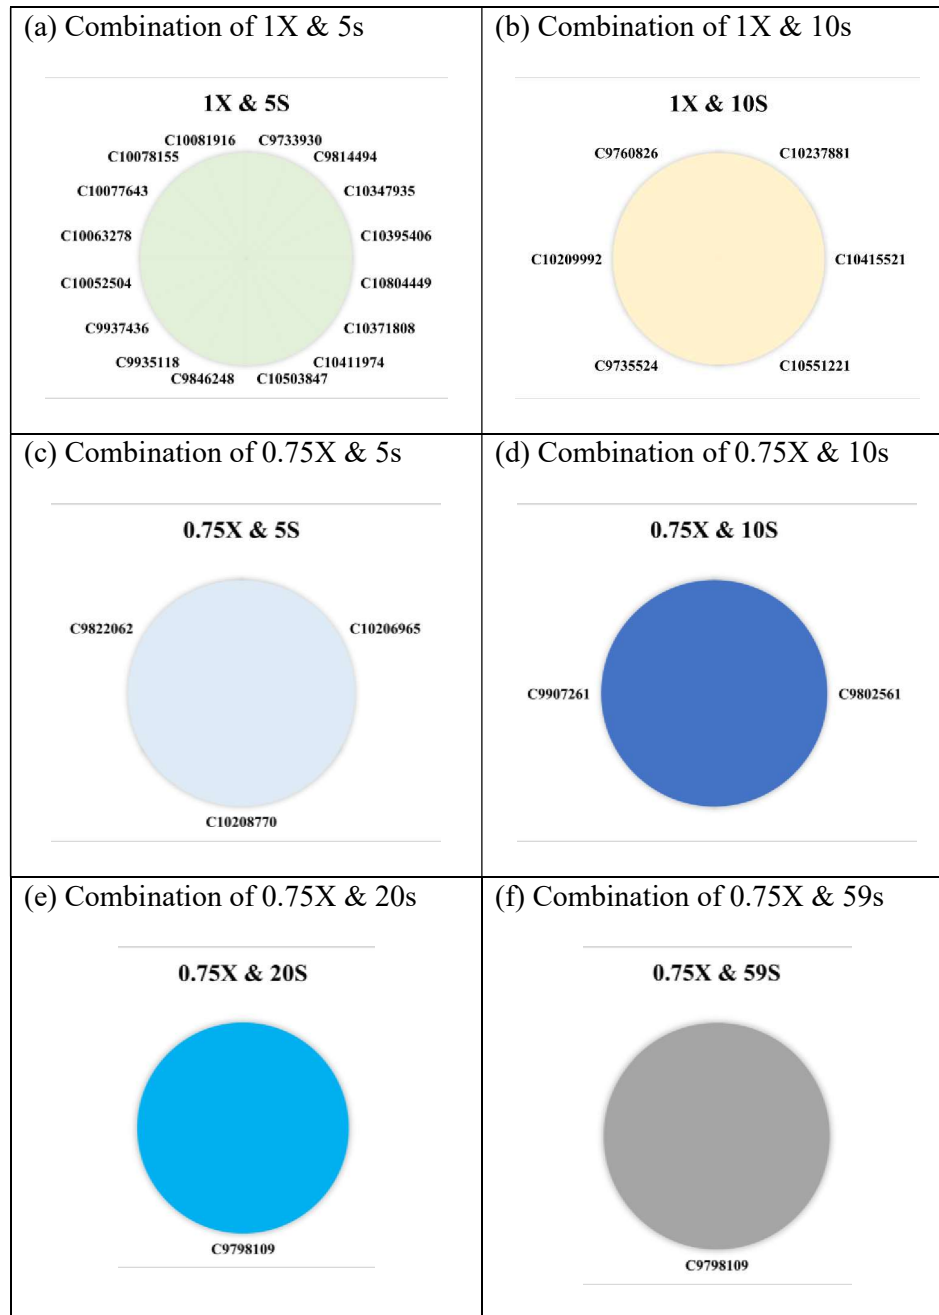 (a) Combination of 1X & 5s
1X & 5S
C10081916
C9733930
C10078155
C9814494
C10077643
C10347935
C10063278
C10395406
C10052504
C10804449
C9937436
C10371808
C9935118
C10411974
C9846248
C10503847
(b) Combination of 1X & 10s
1X & 10S
C9760826
C10237881
C10209992
C10415521
C9735524
C10551221
(c) Combination of 0.75X & 5s
0.75X & 5S
C9822062
C10206965
C10208770
(d) Combination of 0.75X & 10s
0.75X & 10S
C9907261
C9802561
(e) Combination of 0.75X & 20s
0.75X & 20S
C9798109
(f) Combination of 0.75X & 59s
0.75X & 59S
C9798109